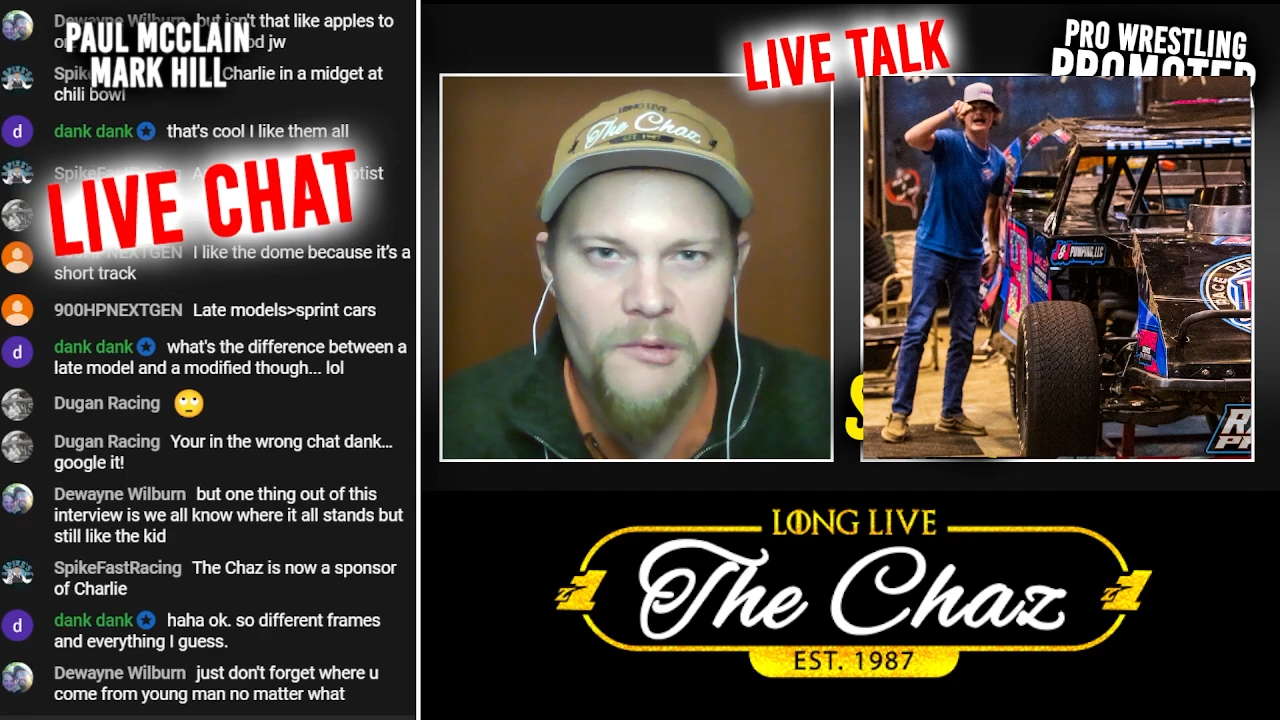 Dewayne Wilburn but isn't that like apples to
PAUL MCCLAIN
MARK HILL
Charlie in a midget at
chili bowl
dank dank that's cool I like them all
LIVE CHAT
I like the dome because it's a
short track
900HPNEXTGEN Late models>sprint cars
dank dank what's the difference between a
late model and a modified though... lol
Dugan Racing 🙄
Dugan Racing Your in the wrong chat dank...
google it!
Dewayne Wilburn but one thing out of this
interview is we all know where it all stands but
still like the kid
SpikeFastRacing The Chaz is now a sponsor
of Charlie
dank dank haha ok. so different frames
and everything I guess.
Dewayne Wilburn just don't forget where u
come from young man no matter what
LIVE TALK
PRO WRESTLING
PROMOTER
LONG LIVE
The Chaz
EST. 1987
PUMPING, LLC
LONG LIVE
The Chaz
EST. 1987